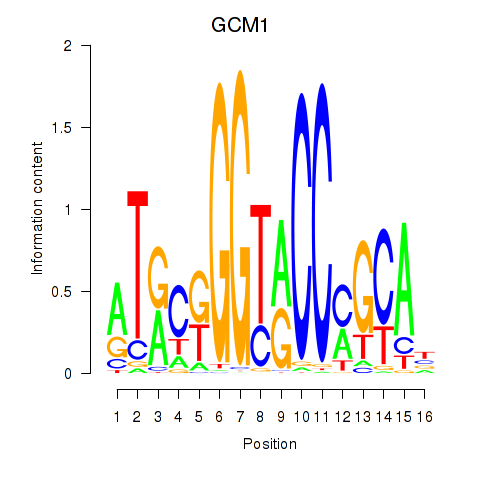 GCM1
2
1.5
1
0.5
0
Information content
A T G C G G G T A C C C G C A T
G C A T T C G A T T C C
C G C A A T G T C G T G
T A T G C G A
1 2 3 4 5 6 7 8 9 10 11 12 13 14 15 16
Position